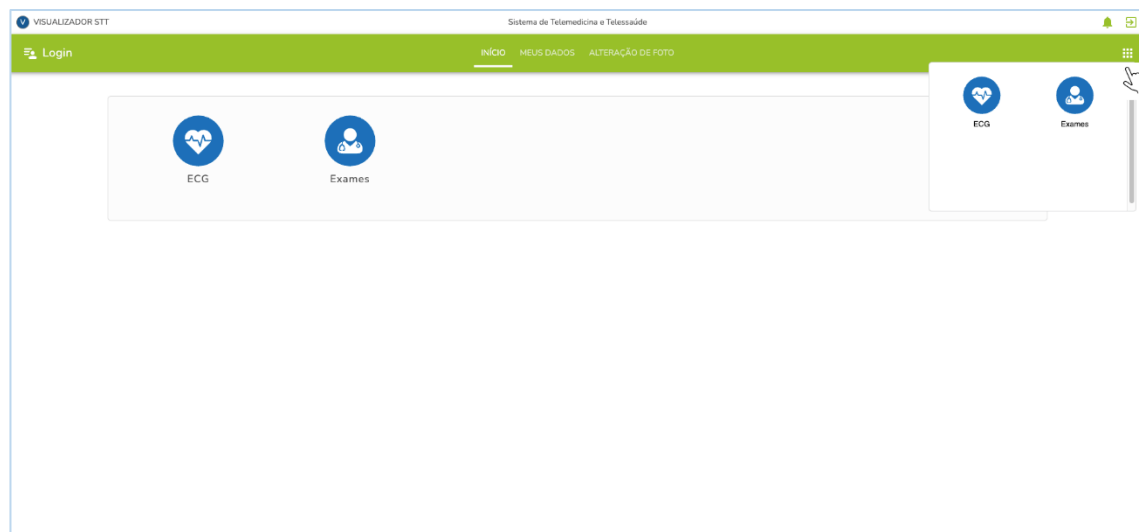 V VISUALIZADOR STT
Sistema de Telemedicina e Telessaúde
Login
INÍCIO MEUS DADOS ALTERAÇÃO DE FOTO
ECG Exames
ECG Exames